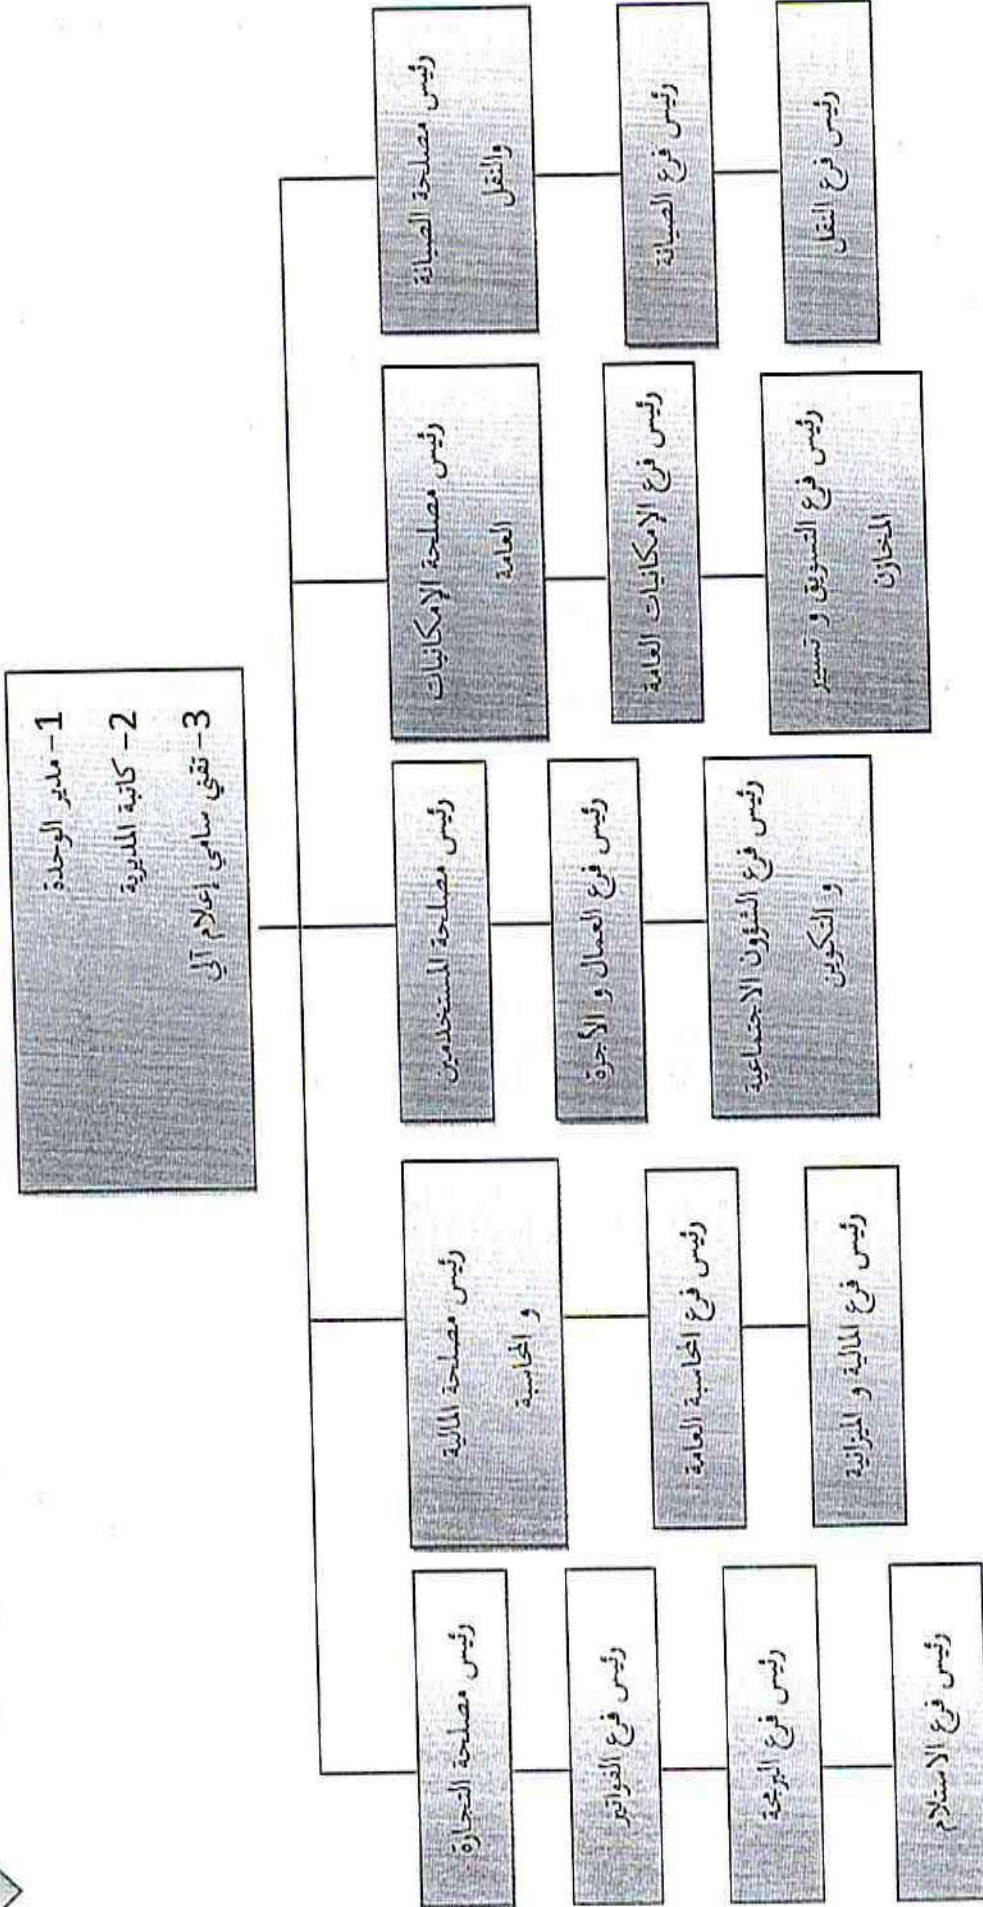 1– مدير الوحدة
2– كاتبة المديرية
3– تقني سامي إعلام آلي
رئيس مصلحة الصيانة
والنقل
رئيس فرع الصيانة
رئيس فرع النقل
رئيس مصلحة الإمكانيات
العامة
رئيس فرع الإمكانيات العامة
رئيس فرع التسويق و تسيير
المخازن
رئيس مصلحة المستخدمين
رئيس فرع العمال و الأجرة
رئيس فرع الشؤون الاجتماعية
و التكوين
رئيس مصلحة المالية
و المحاسبة
رئيس فرع المحاسبة العامة
رئيس فرع المالية و الميزانية
رئيس مصلحة التجارة
رئيس فرع الفواتير
رئيس فرع البرمجة
رئيس فرع الاستلام